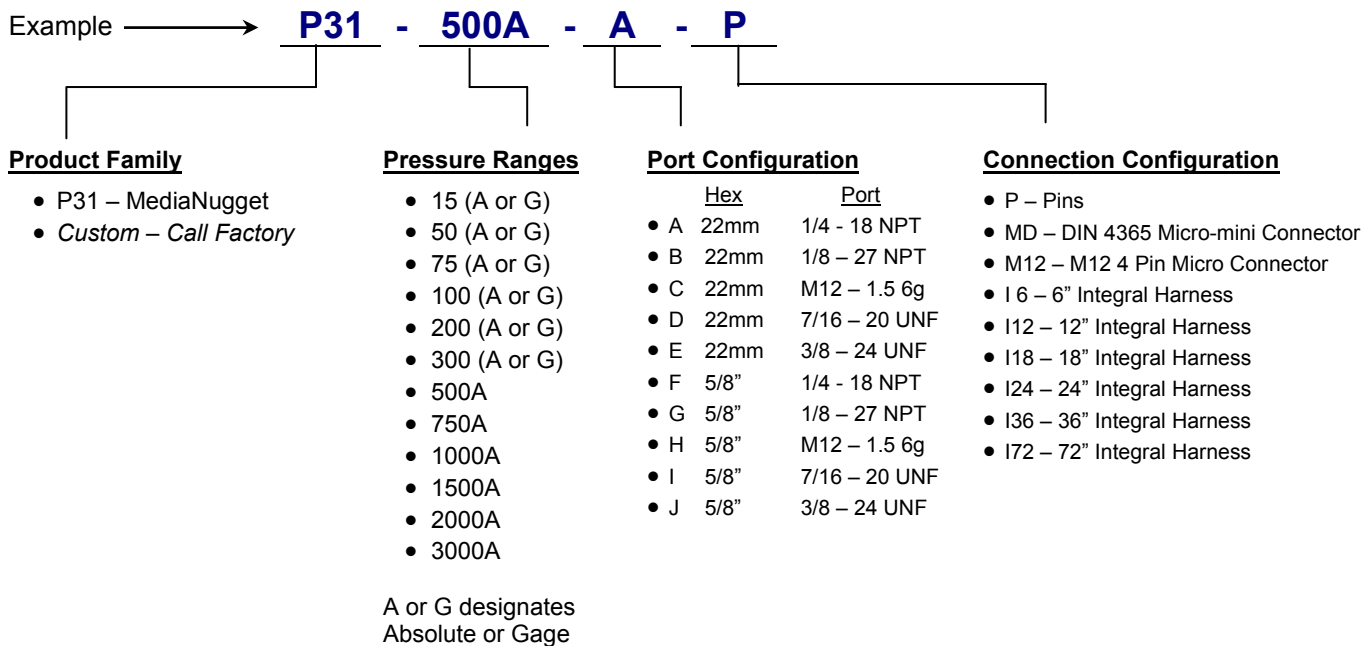 Example P31 - 500A - A - P
Product Family
• P31 – MediaNugget
• Custom – Call Factory
Pressure Ranges
• 15 (A or G)
• 50 (A or G)
• 75 (A or G)
• 100 (A or G)
• 200 (A or G)
• 300 (A or G)
• 500A
• 750A
• 1000A
• 1500A
• 2000A
• 3000A
A or G designates
Absolute or Gage
Port Configuration
Hex Port
• A 22mm 1/4 - 18 NPT
• B 22mm 1/8 – 27 NPT
• C 22mm M12 – 1.5 6g
• D 22mm 7/16 – 20 UNF
• E 22mm 3/8 – 24 UNF
• F 5/8” 1/4 - 18 NPT
• G 5/8” 1/8 – 27 NPT
• H 5/8” M12 – 1.5 6g
• I 5/8” 7/16 – 20 UNF
• J 5/8” 3/8 – 24 UNF
Connection Configuration
• P – Pins
• MD – DIN 4365 Micro-mini Connector
• M12 – M12 4 Pin Micro Connector
• I 6 – 6” Integral Harness
• I12 – 12” Integral Harness
• I18 – 18” Integral Harness
• I24 – 24” Integral Harness
• I36 – 36” Integral Harness
• I72 – 72” Integral Harness